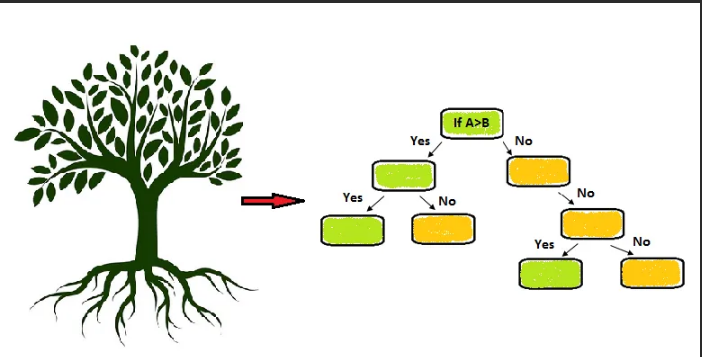 If A>B
Yes
No
Yes
No
No
Yes
No